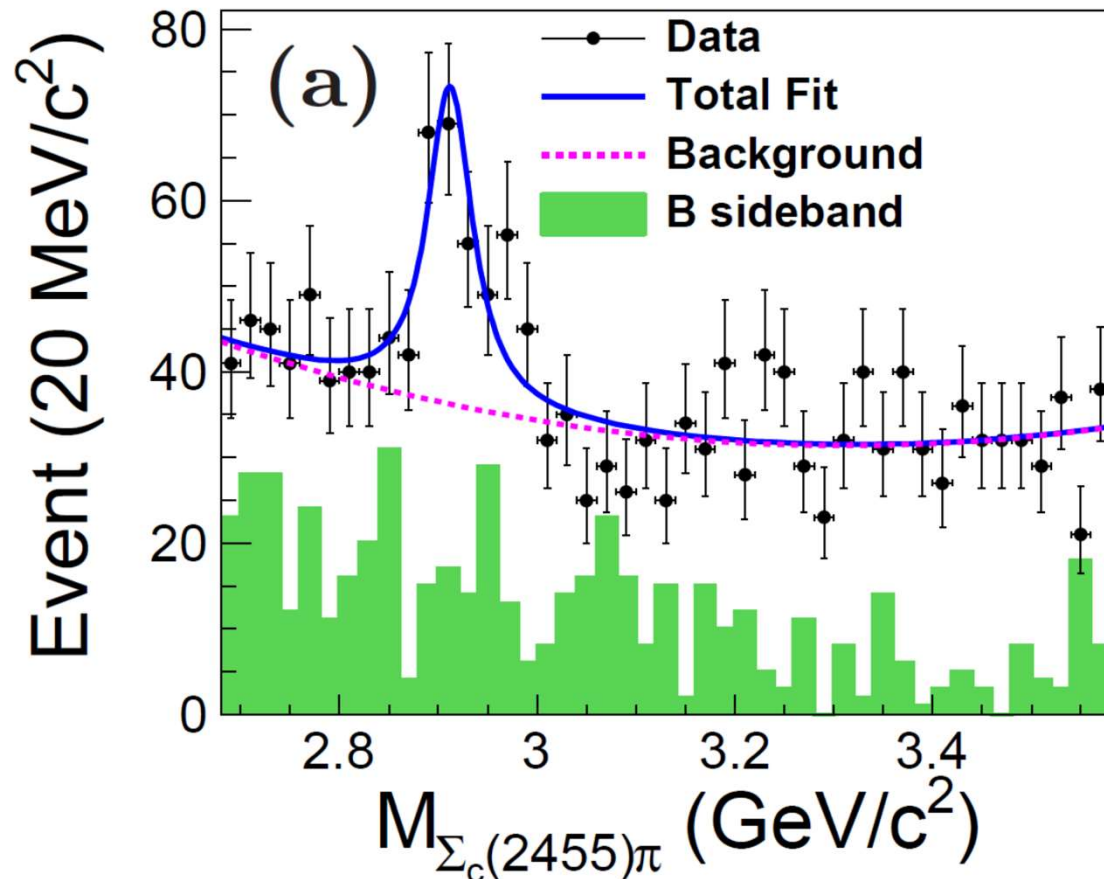 (a)
Data
Total Fit
Background
B sideband
Event (20 MeV/c²)
80
60
40
20
0
2.8 3 3.2 3.4
M_Σc(2455)π (GeV/c²)